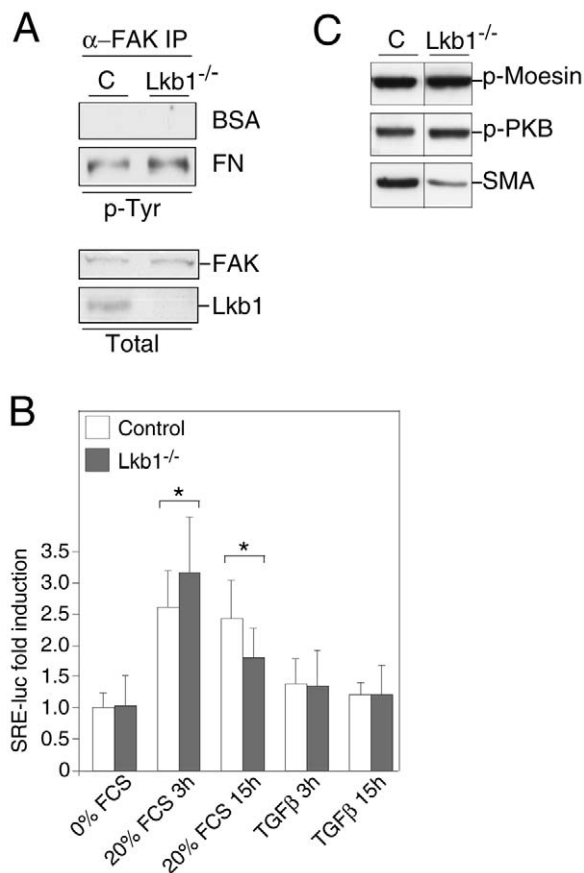 A
α–FAK IP
C Lkb1-/-
BSA
FN
p-Tyr
FAK
Lkb1
Total
C
C Lkb1-/-
p-Moesin
p-PKB
SMA
B
Control
Lkb1-/-
* *
SRE-luc fold induction
3.5
3.0
2.5
2.0
1.5
1.0
0.5
0
0% FCS
20% FCS 3h
20% FCS 15h
TGFβ 3h
TGFβ 15h